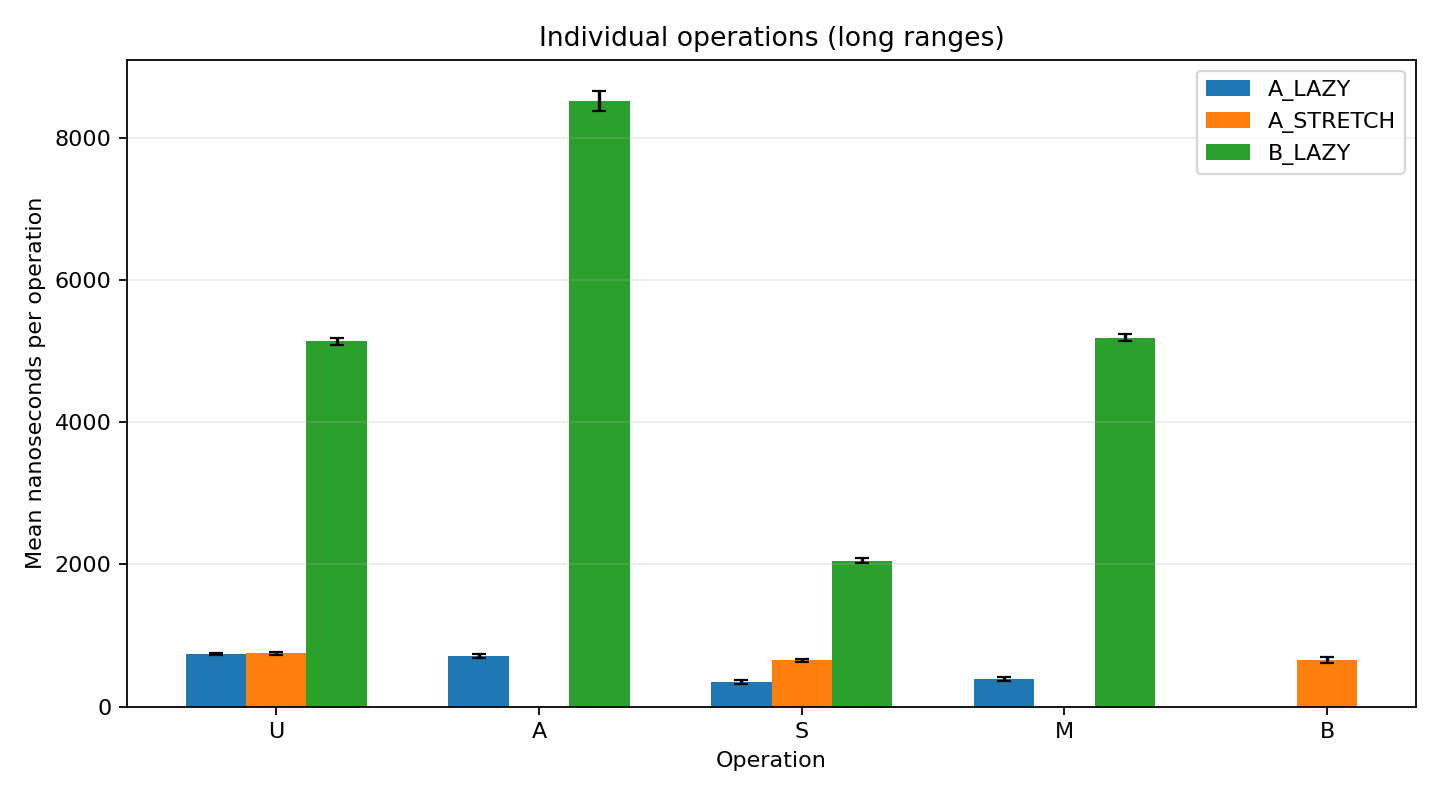 Individual operations (long ranges)
A_LAZY
A_STRETCH
B_LAZY
Mean nanoseconds per operation
8000
6000
4000
2000
0
U A S M B
Operation